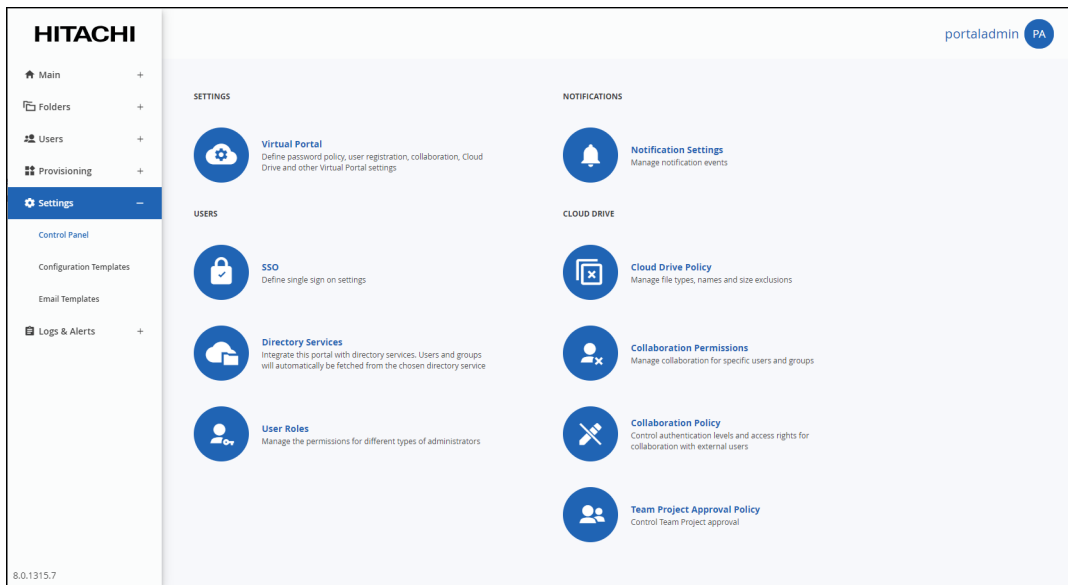 HITACHI
portaladmin PA
Main +
Folders +
Users +
Provisioning +
Settings −
Control Panel
Configuration Templates
Email Templates
Logs & Alerts +
8.0.1315.7
SETTINGS
Virtual Portal
Define password policy, user registration, collaboration, Cloud
Drive and other Virtual Portal settings
USERS
SSO
Define single sign on settings
Directory Services
Integrate this portal with directory services. Users and groups
will automatically be fetched from the chosen directory service
User Roles
Manage the permissions for different types of administrators
NOTIFICATIONS
Notification Settings
Manage notification events
CLOUD DRIVE
Cloud Drive Policy
Manage file types, names and size exclusions
Collaboration Permissions
Manage collaboration for specific users and groups
Collaboration Policy
Control authentication levels and access rights for
collaboration with external users
Team Project Approval Policy
Control Team Project approval